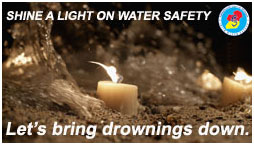 SHINE A LIGHT ON WATER SAFETY
Let's bring drownings down.